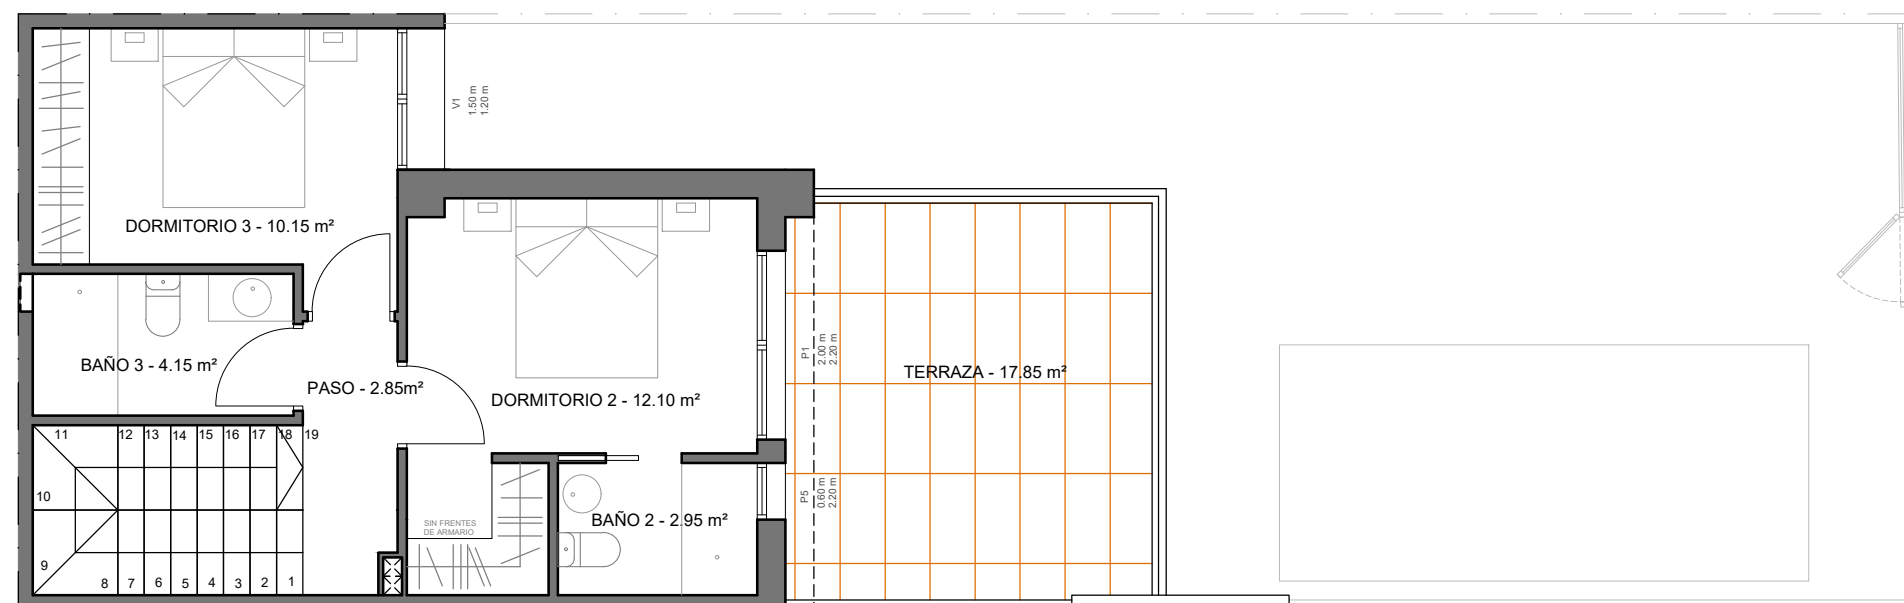 V1
1.50 m
1.20 m
DORMITORIO 3 - 10.15 m²
BAÑO 3 - 4.15 m²
PASO - 2.85m²
DORMITORIO 2 - 12.10 m²
P1
2.00 m
2.20 m
TERRAZA - 17.85 m²
11
12
13
14
15
16
17
18
19
10
9
8
7
6
5
4
3
2
1
SIN FRENTES
DE ARMARIO
BAÑO 2 - 2.95 m²
P5
0.60 m
2.20 m